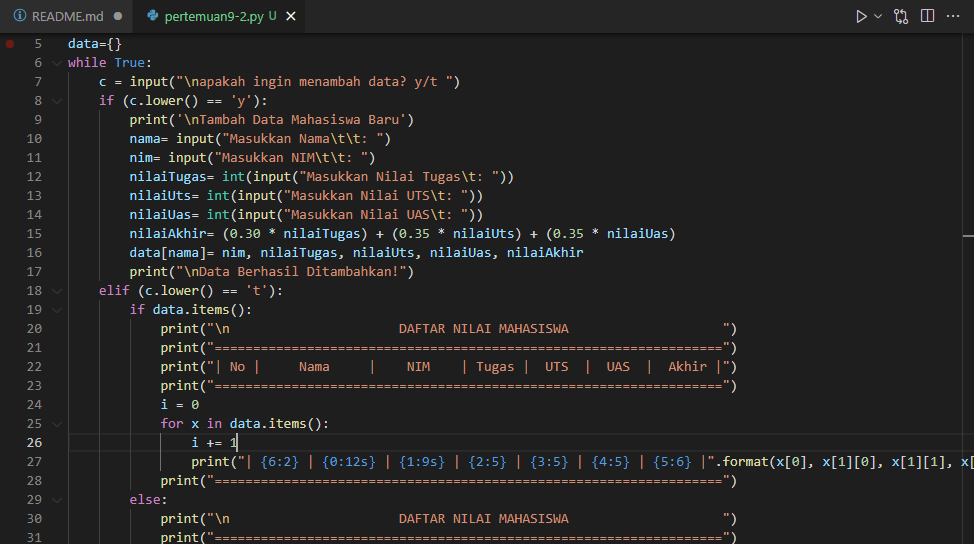 README.md
pertemuan9-2.py U
5 data={}
6 while True:
7     c = input("\napakah ingin menambah data? y/t ")
8     if (c.lower() == 'y'):
9         print('\nTambah Data Mahasiswa Baru')
10         nama= input("Masukkan Nama\t\t: ")
11         nim= input("Masukkan NIM\t\t: ")
12         nilaiTugas= int(input("Masukkan Nilai Tugas\t: "))
13         nilaiUts= int(input("Masukkan Nilai UTS\t: "))
14         nilaiUas= int(input("Masukkan Nilai UAS\t: "))
15         nilaiAkhir= (0.30 * nilaiTugas) + (0.35 * nilaiUts) + (0.35 * nilaiUas)
16         data[nama]= nim, nilaiTugas, nilaiUts, nilaiUas, nilaiAkhir
17         print("\nData Berhasil Ditambahkan!")
18     elif (c.lower() == 't'):
19         if data.items():
20             print("\n                      DAFTAR NILAI MAHASISWA                    ")
21             print("==================================================================")
22             print("| No |     Nama     |    NIM    | Tugas |  UTS  |  UAS  |  Akhir |")
23             print("==================================================================")
24             i = 0
25             for x in data.items():
26                 i += 1
27                 print("| {6:2} | {0:12s} | {1:9s} | {2:5} | {3:5} | {4:5} | {5:6} |".format(x[0], x[1][0], x[1][1], x[
28             print("==================================================================")
29         else:
30             print("\n                      DAFTAR NILAI MAHASISWA                    ")
31             print("==================================================================")